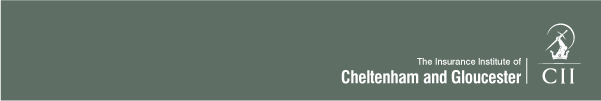 The Insurance Institute of
Cheltenham and Gloucester
CII